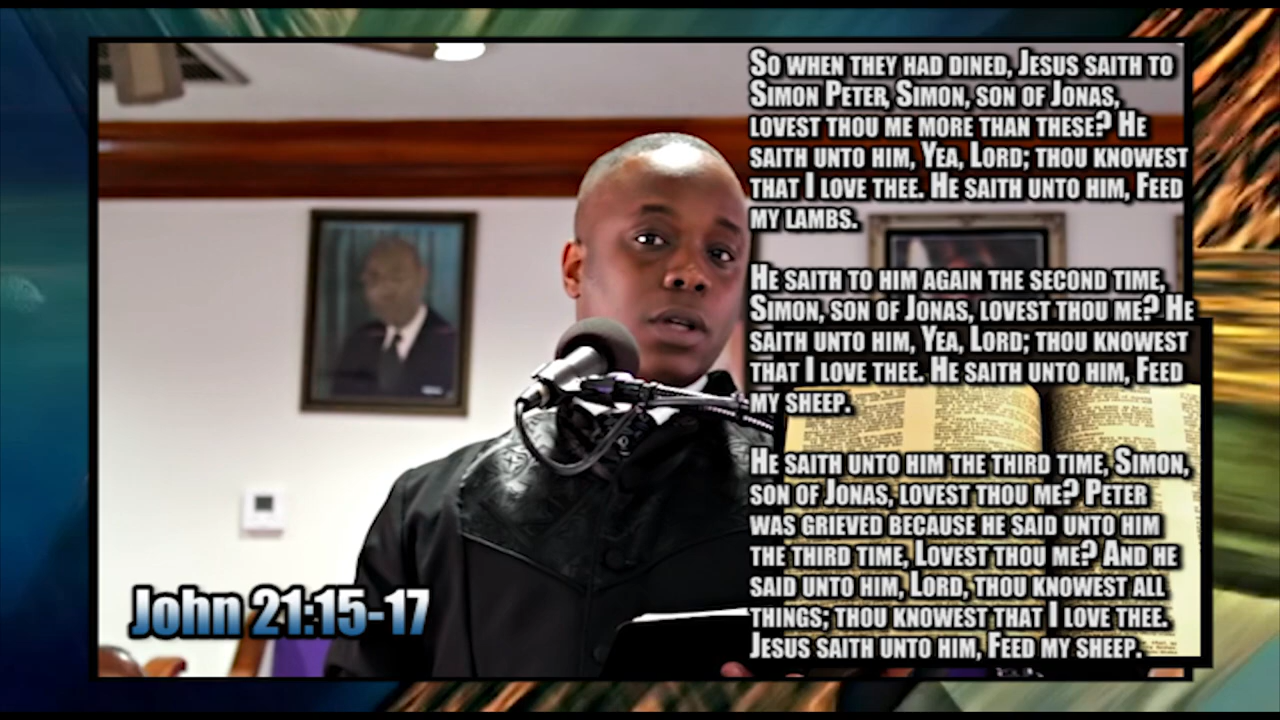 So when they had dined, Jesus saith to
Simon Peter, Simon, son of Jonas,
lovest thou me more than these? He
saith unto him, Yea, Lord; thou knowest
that I love thee. He saith unto him, Feed
my lambs.
He saith to him again the second time,
Simon, son of Jonas, lovest thou me? He
saith unto him, Yea, Lord; thou knowest
that I love thee. He saith unto him, Feed
my sheep.
He saith unto him the third time, Simon,
son of Jonas, lovest thou me? Peter
was grieved because he said unto him
the third time, Lovest thou me? And he
said unto him, Lord, thou knowest all
things; thou knowest that I love thee.
Jesus saith unto him, Feed my sheep.
John 21:15-17